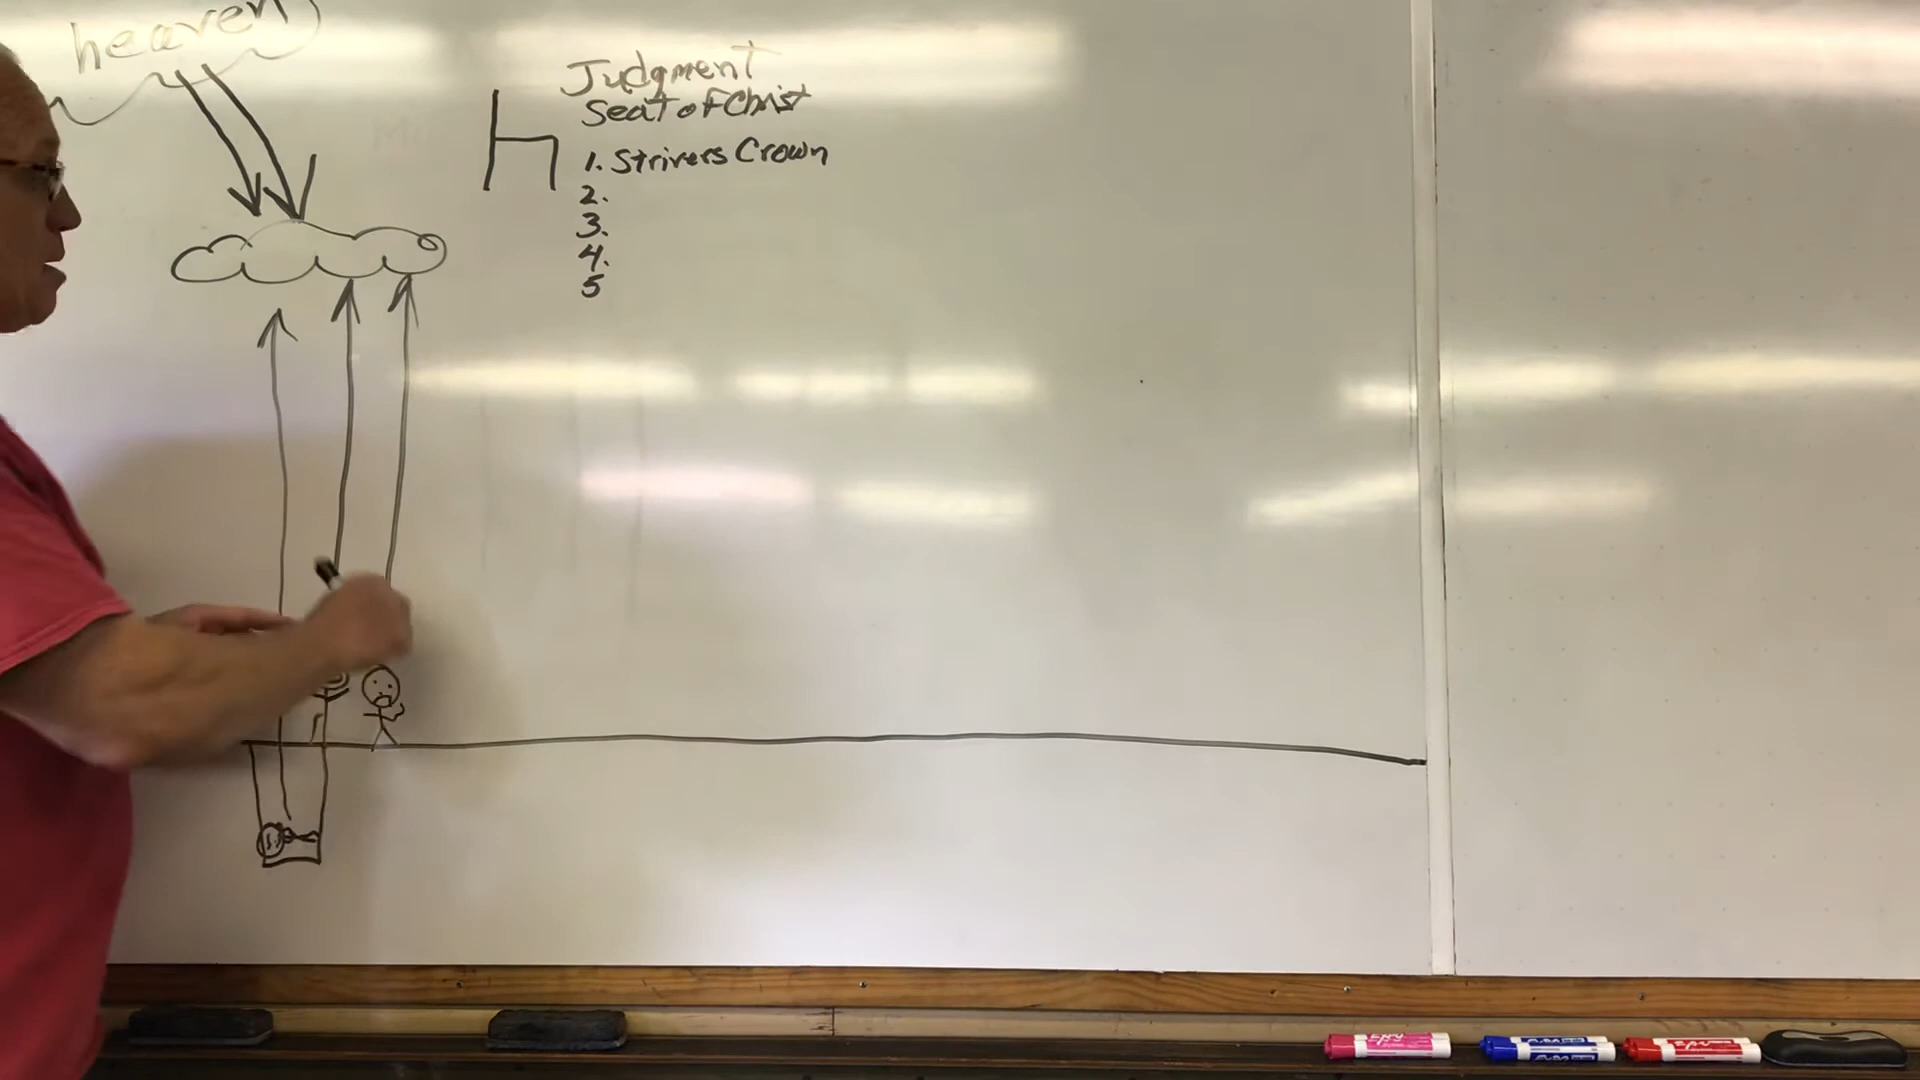 heaven
Judgment
Seat of Christ
1. Strivers Crown
2.
3.
4.
5